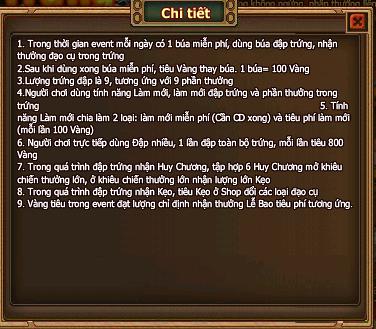 không ngừng, phần thưởng lên
Chi tiết
1. Trong thời gian event mỗi ngày có 1 búa miễn phí, dùng búa đập trứng, nhận
thưởng đạo cụ trong trứng
2.Sau khi dùng xong búa miễn phí, tiêu Vàng thay búa. 1 búa= 100 Vàng
3.Lượng trứng đập là 9, tương ứng với 9 phần thưởng
4.Người chơi dùng tính năng Làm mới, làm mới đập trứng và phần thưởng trong
trứng 5. Tính
năng Làm mới chia làm 2 loại: làm mới miễn phí (Cần CD xong) và tiêu phí làm mới
(mỗi lần 100 Vàng)
6. Người chơi trực tiếp dùng Đập nhiều, 1 lần đập toàn bộ trứng, mỗi lần tiêu 800
Vàng
7. Trong quá trình đập trứng nhận Huy Chương, tập hợp 6 Huy Chương mở khiêu
chiến thưởng lớn, ở khiêu chiến thưởng lớn nhận lượng lớn Kẹo
8. Trong quá trình đập trứng nhận Kẹo, tiêu Kẹo ở Shop đổi các loại đạo cụ
9. Vàng tiêu trong event đạt lượng chỉ định nhận thưởng Lễ Bao tiêu phí tương ứng.